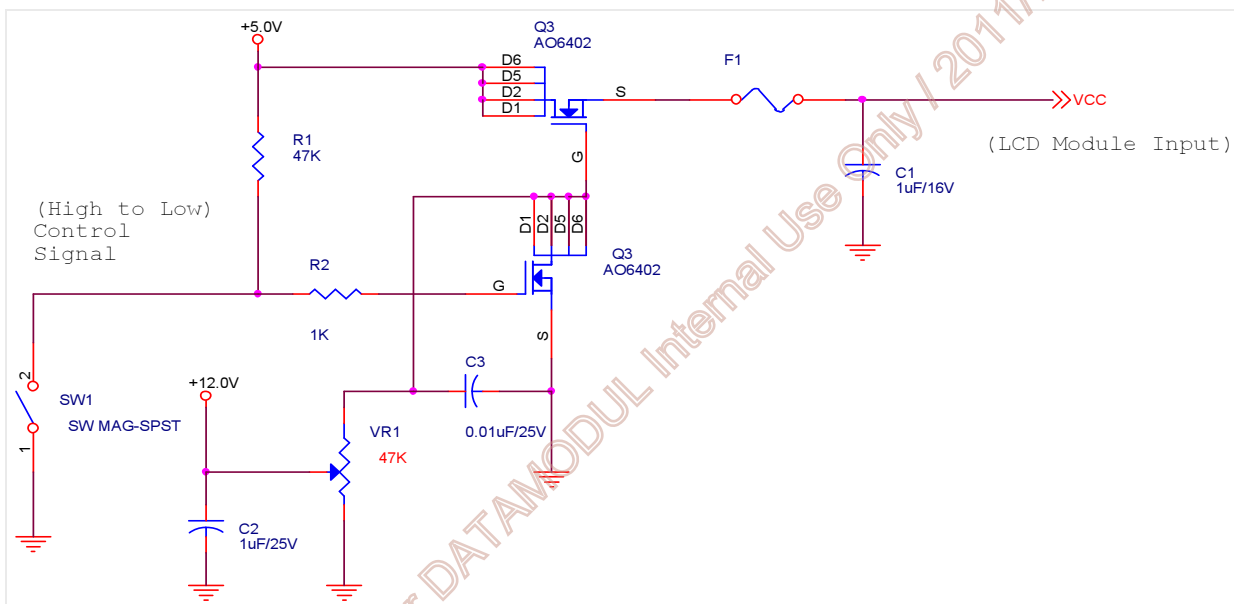 +5.0V
Q3
AO6402
D6
D5
D2
D1
S
G
F1
VCC
(LCD Module Input)
C1
1uF/16V
R1
47K
(High to Low)
Control
Signal
R2
1K
G
D1
D2
D5
D6
Q3
AO6402
S
C3
0.01uF/25V
+12.0V
VR1
47K
2
SW1
SW MAG-SPST
1
C2
1uF/25V
DATAMODUL Internal Use Only / 2011/